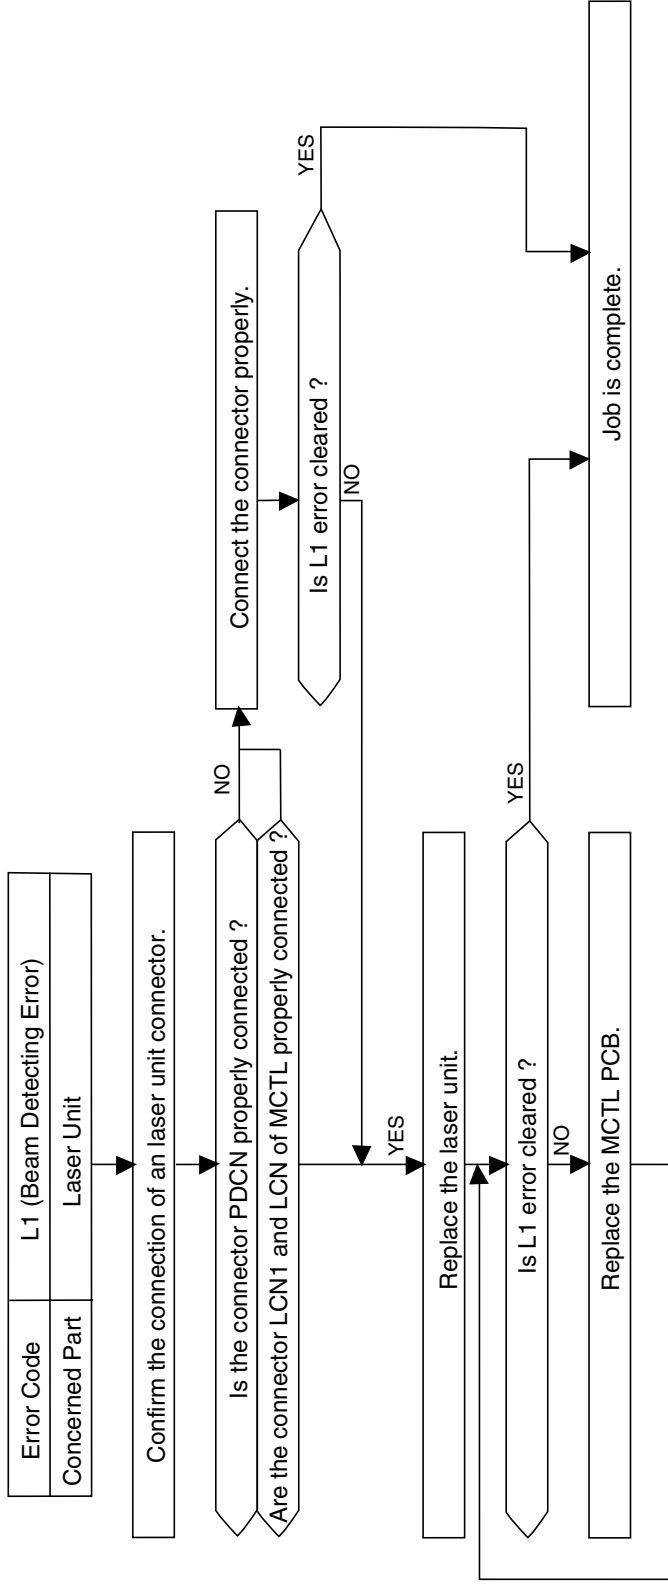 Error Code L1 (Beam Detecting Error)
Concerned Part Laser Unit
Confirm the connection of an laser unit connector.
Is the connector PDCN properly connected ?
NO
Connect the connector properly.
Are the connector LCN1 and LCN of MCTL properly connected ?
Is L1 error cleared ?
YES
NO
YES
Replace the laser unit.
Is L1 error cleared ?
YES
NO
Replace the MCTL PCB.
Job is complete.